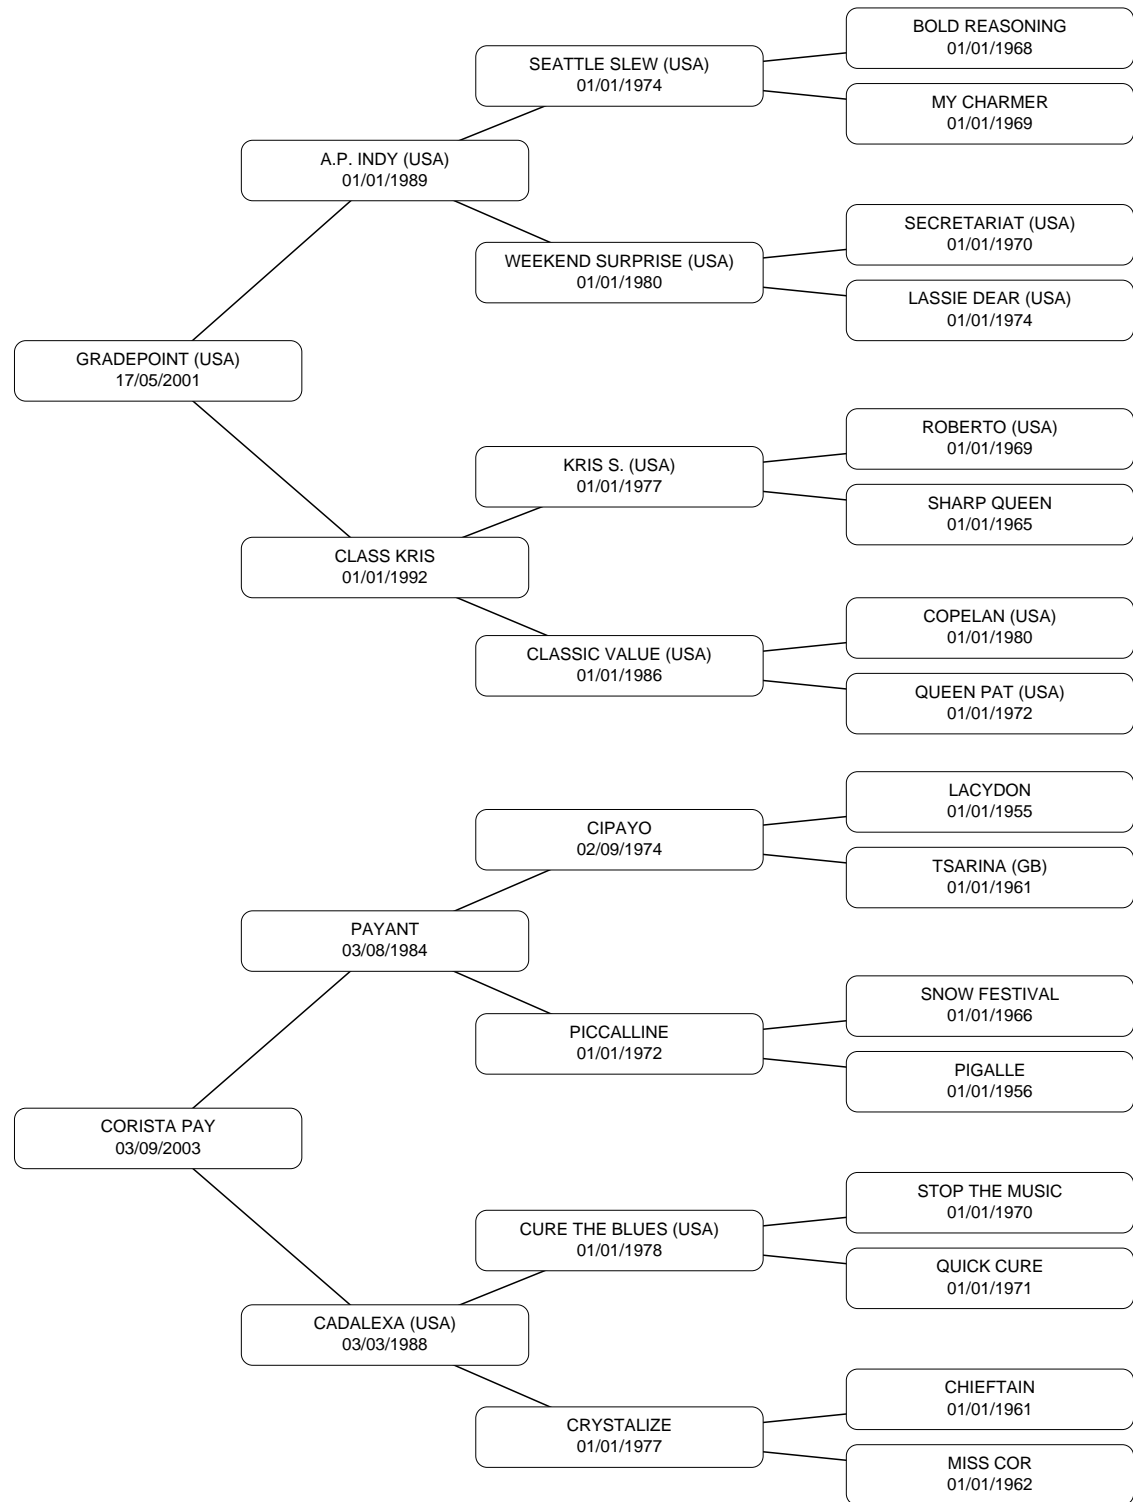 BOLD REASONING
01/01/1968
SEATTLE SLEW (USA)
01/01/1974
MY CHARMER
01/01/1969
A.P. INDY (USA)
01/01/1989
SECRETARIAT (USA)
01/01/1970
WEEKEND SURPRISE (USA)
01/01/1980
LASSIE DEAR (USA)
01/01/1974
GRADEPOINT (USA)
17/05/2001
ROBERTO (USA)
01/01/1969
KRIS S. (USA)
01/01/1977
SHARP QUEEN
01/01/1965
CLASS KRIS
01/01/1992
COPELAN (USA)
01/01/1980
CLASSIC VALUE (USA)
01/01/1986
QUEEN PAT (USA)
01/01/1972
LACYDON
01/01/1955
CIPAYO
02/09/1974
TSARINA (GB)
01/01/1961
PAYANT
03/08/1984
SNOW FESTIVAL
01/01/1966
PICCALLINE
01/01/1972
PIGALLE
01/01/1956
CORISTA PAY
03/09/2003
STOP THE MUSIC
01/01/1970
CURE THE BLUES (USA)
01/01/1978
QUICK CURE
01/01/1971
CADALEXA (USA)
03/03/1988
CHIEFTAIN
01/01/1961
CRYSTALIZE
01/01/1977
MISS COR
01/01/1962